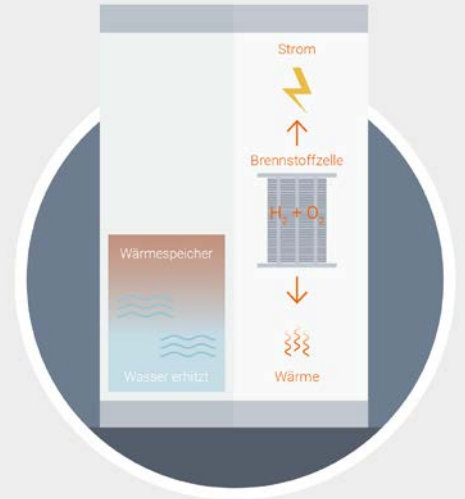 Strom
Brennstoffzelle
H₂ + O₂
Wärmespeicher
Wasser erhitzt
Wärme